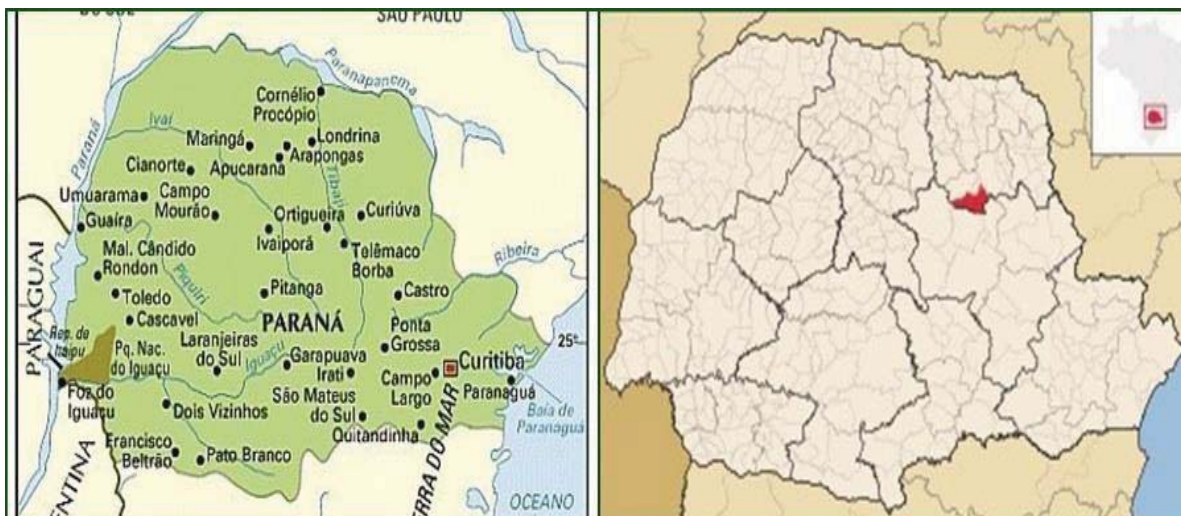 SÃO PAULO
Paranapanema
Cornélio
Procópio
Paraná
Ivaí
Maringá
Londrina
Arapongas
Apucarana
Cianorte
Tibaji
Umuarama
Campo
Mourão
Guaíra
Ortigueira
Curiúva
Ivaiporã
Telêmaco
Borba
Mal. Cândido
Rondon
Piquiri
Ribeira
PARAGUAI
Toledo
Pitanga
Castro
Cascavel
PARANÁ
Ponta
Grossa
Rep. de
Itaipu
Pq. Nac.
do Iguaçu
Laranjeiras
do Sul
Iguaçu
Garapuava
Irati
25°
Curitiba
Foz do
Iguaçu
Campo
Largo
Paranaguá
Dois Vizinhos
São Mateus
do Sul
Baía de
Paranaguá
Quitandinha
Francisco
Beltrão
Pato Branco
ENTINA
ERRA DO MAR
OCEANO